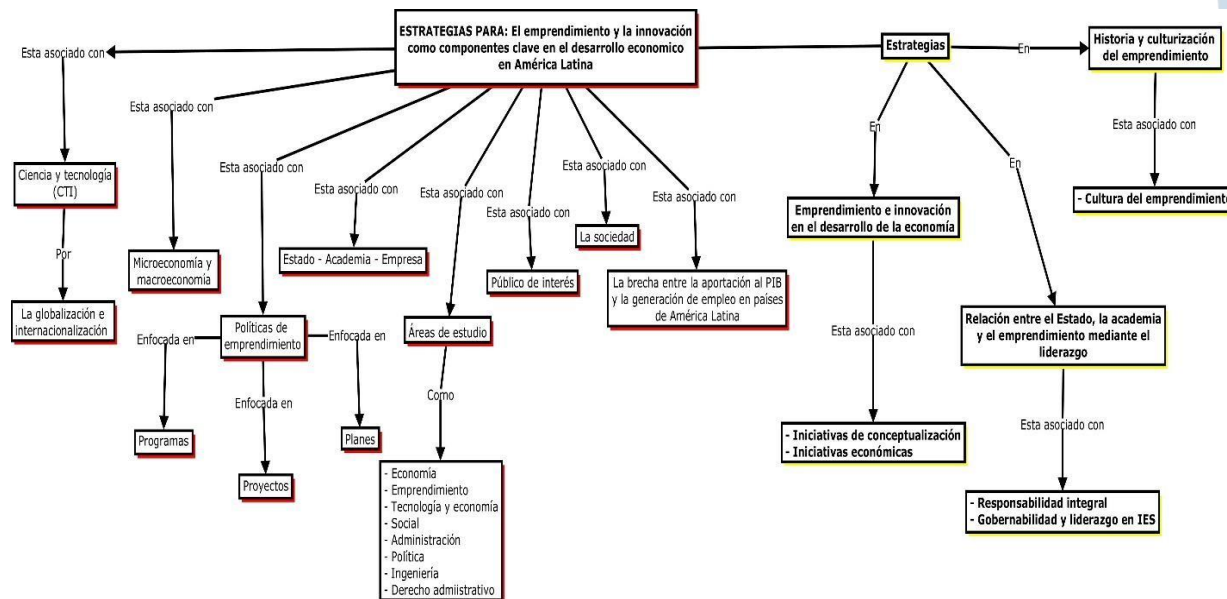 ESTRATEGIAS PARA: El emprendimiento y la innovación
como componentes clave en el desarrollo economico
en América Latina
Esta asociado con
Ciencia y tecnología
(CTI)
Por
La globalización e
internacionalización
Esta asociado con
Microeconomía y
macroeconomía
Esta asociado con
Políticas de
emprendimiento
Enfocada en
Programas
Enfocada en
Proyectos
Enfocada en
Planes
Esta asociado con
Estado - Academia - Empresa
Esta asociado con
Áreas de estudio
Como
- Economía
- Emprendimiento
- Tecnología y economía
- Social
- Administración
- Política
- Ingeniería
- Derecho admiistrativo
Esta asociado con
Público de interés
Esta asociado con
La sociedad
Esta asociado con
La brecha entre la aportación al PIB
y la generación de empleo en países
de América Latina
Estrategias
En
Emprendimiento e innovación
en el desarrollo de la economía
Esta asociado con
- Iniciativas de conceptualización
- Iniciativas económicas
En
Relación entre el Estado, la academia
y el emprendimiento mediante el
liderazgo
Esta asociado con
- Responsabilidad integral
- Gobernabilidad y liderazgo en IES
En
Historia y culturización
del emprendimiento
Esta asociado con
- Cultura del emprendimiento